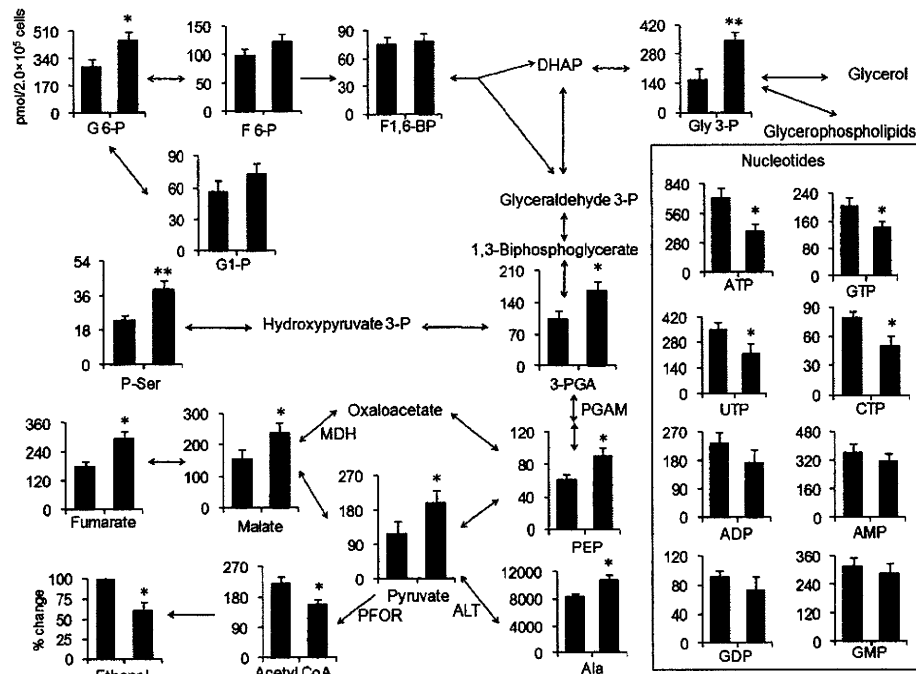 pmol/2.0×10⁵ cells
510
340
170
0
*
G 6-P
150
100
50
0
F 6-P
90
60
30
0
F1,6-BP
DHAP
420
280
140
0
**
Gly 3-P
Glycerol
Glycerophospholipids
90
60
30
0
G1-P
Glyceraldehyde 3-P
1,3-Biphosphoglycerate
54
36
18
0
**
P-Ser
Hydroxypyruvate 3-P
210
140
70
0
*
3-PGA
PGAM
360
240
120
0
*
Fumarate
300
200
100
0
*
Malate
MDH
Oxaloacetate
120
80
40
0
*
PEP
270
180
90
0
*
Pyruvate
PFOR
ALT
% change
100
75
50
25
0
*
Ethanol
270
180
90
0
*
Acetyl CoA
12000
8000
4000
0
*
Ala
Nucleotides
840
560
280
0
*
ATP
240
160
80
0
*
GTP
420
280
140
0
*
UTP
90
60
30
0
*
CTP
270
180
90
0
ADP
480
320
160
0
AMP
120
80
40
0
GDP
360
240
120
0
GMP